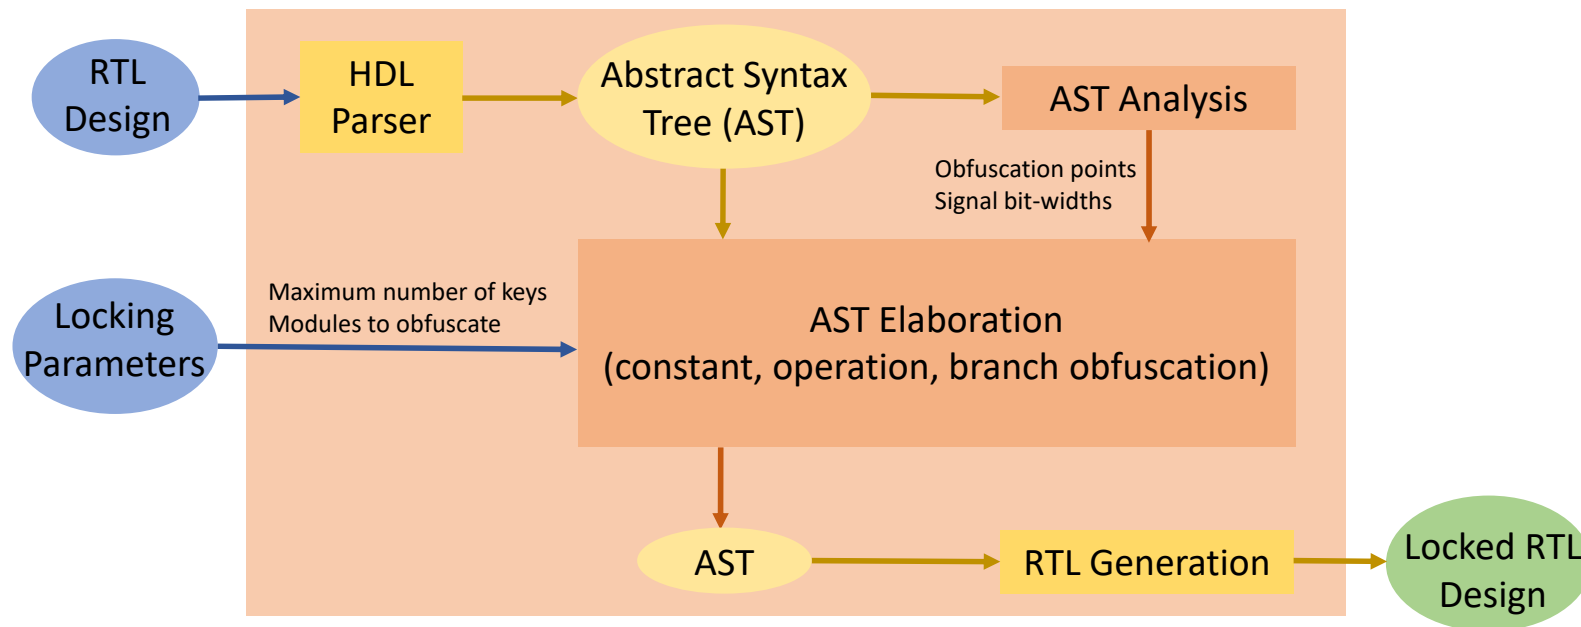 RTL
Design
HDL
Parser
Abstract Syntax
Tree (AST)
AST Analysis
Obfuscation points
Signal bit-widths
Locking
Parameters
Maximum number of keys
Modules to obfuscate
AST Elaboration
(constant, operation, branch obfuscation)
AST
RTL Generation
Locked RTL
Design